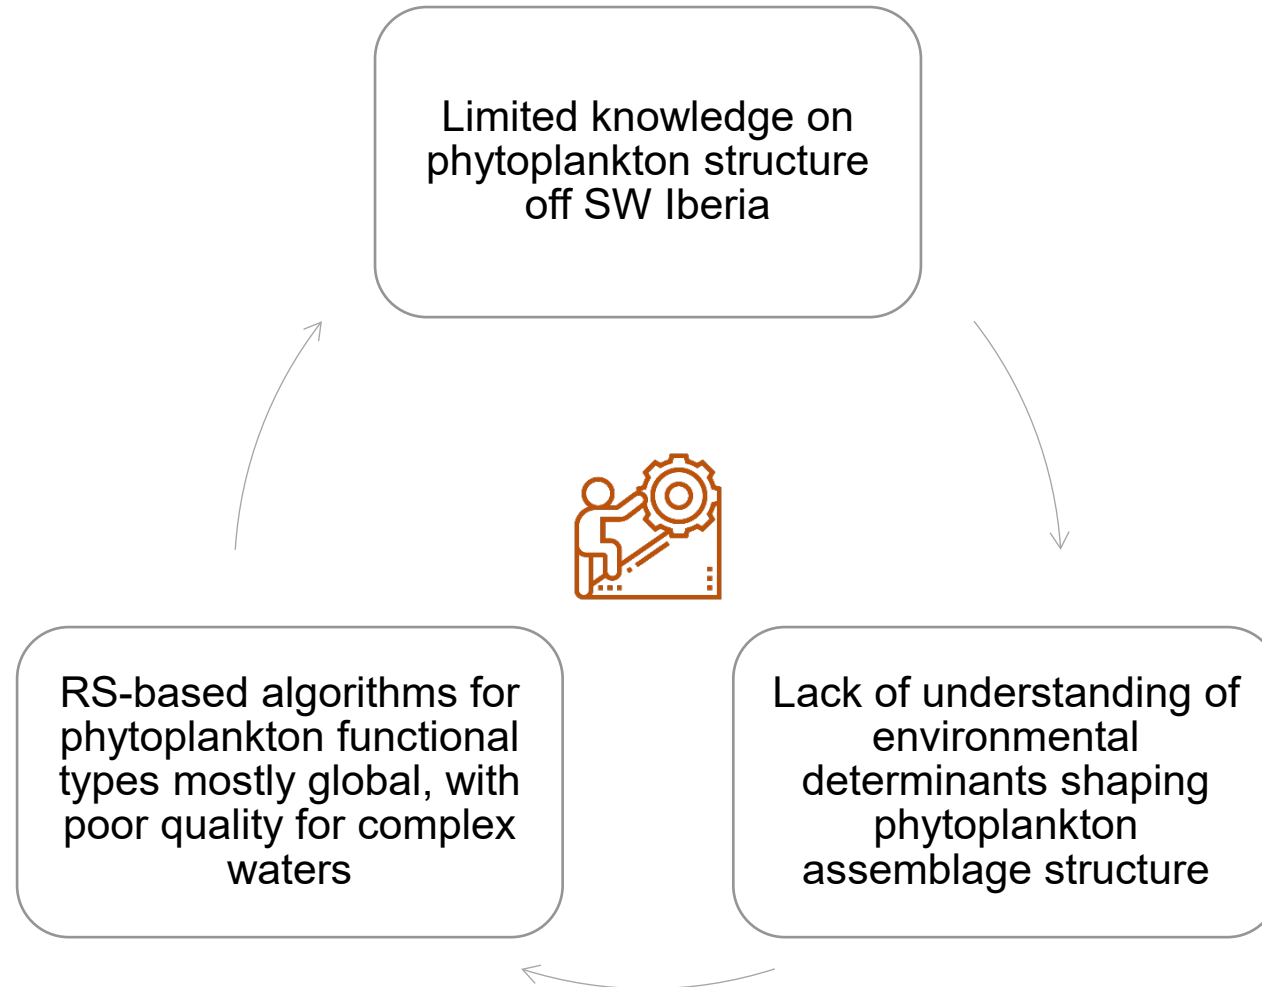 Limited knowledge on
phytoplankton structure
off SW Iberia
RS-based algorithms for
phytoplankton functional
types mostly global, with
poor quality for complex
waters
Lack of understanding of
environmental
determinants shaping
phytoplankton
assemblage structure